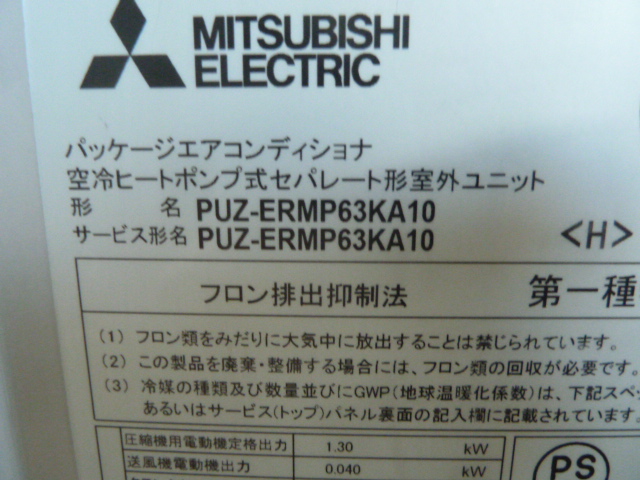 MITSUBISHI
ELECTRIC
パッケージエアコンディショナ
空冷ヒートポンプ式セパレート形室外ユニット
形 名 PUZ-ERMP63KA10
サービス形名 PUZ-ERMP63KA10 <H>
フロン排出抑制法 第一種
(1) フロン類をみだりに大気中に放出することは禁じられています。
(2) この製品を廃棄・整備する場合には、フロン類の回収が必要です。
(3) 冷媒の種類及び数量並びにGWP(地球温暖化係数)は、下記スペ
あるいはサービス(トップ)パネル裏面の記入欄に記載されています。
圧縮機用電動機定格出力 1.30 kW
送風機電動機出力 0.040 kW
PS